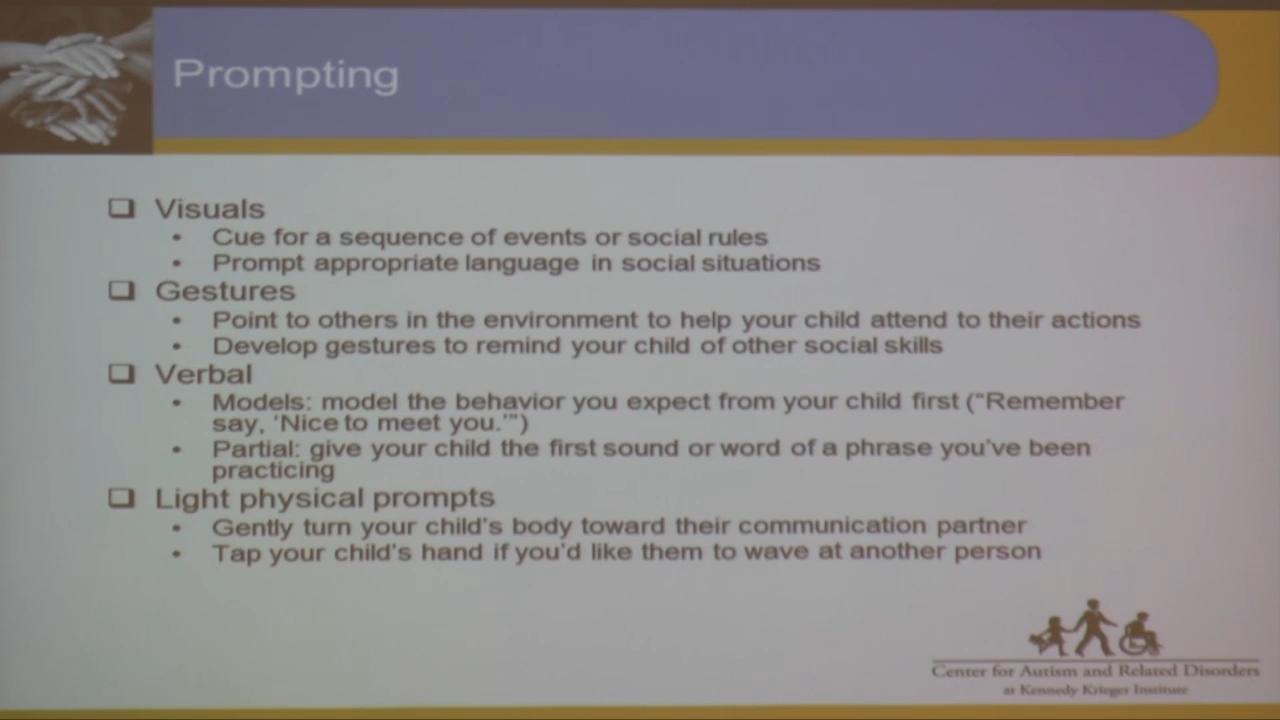 Prompting
Visuals
• Cue for a sequence of events or social rules
• Prompt appropriate language in social situations
Gestures
• Point to others in the environment to help your child attend to their actions
• Develop gestures to remind your child of other social skills
Verbal
• Models: model the behavior you expect from your child first (“Remember
say, ‘Nice to meet you.’”)
• Partial: give your child the first sound or word of a phrase you’ve been
practicing
Light physical prompts
• Gently turn your child’s body toward their communication partner
• Tap your child’s hand if you’d like them to wave at another person
Center for Autism and Related Disorders
at Kennedy Krieger Institute